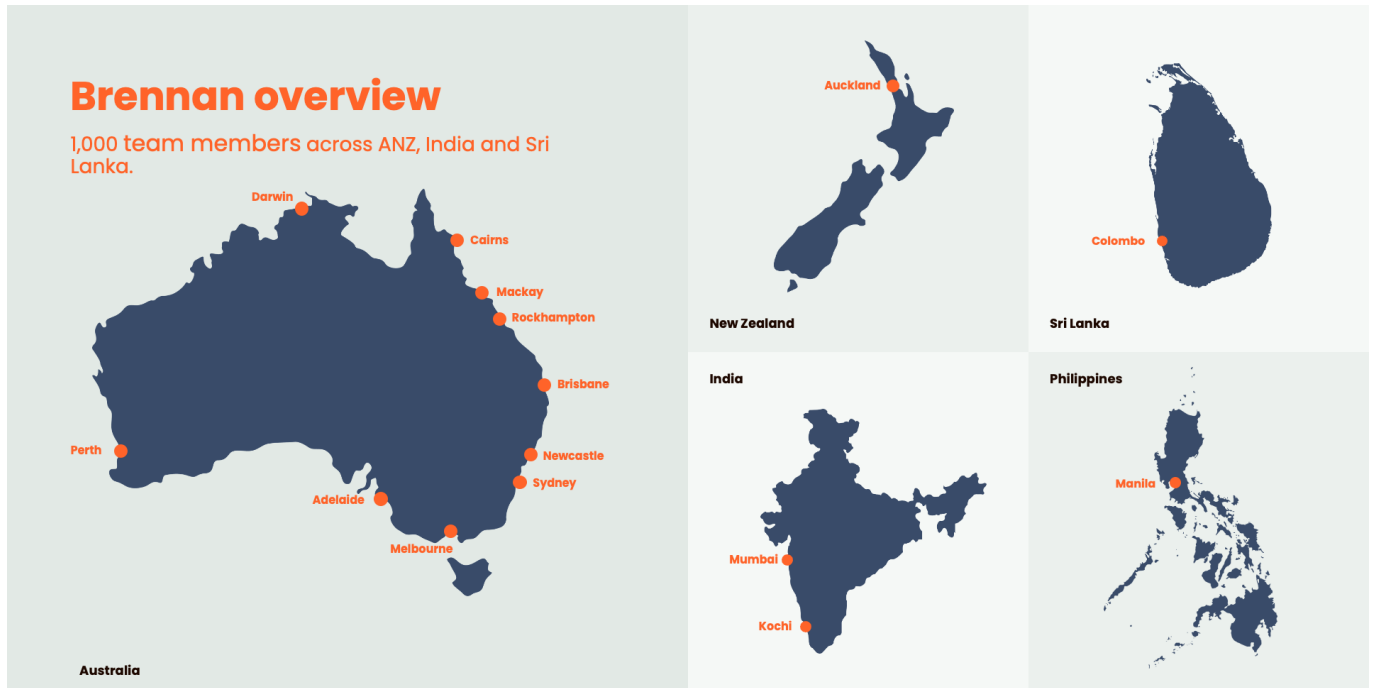 Brennan overview
1,000 team members across ANZ, India and Sri
Lanka.
Darwin
Cairns
Mackay
Rockhampton
Brisbane
Perth
Newcastle
Sydney
Adelaide
Melbourne
Australia
Auckland
New Zealand
Colombo
Sri Lanka
India
Mumbai
Kochi
Philippines
Manila